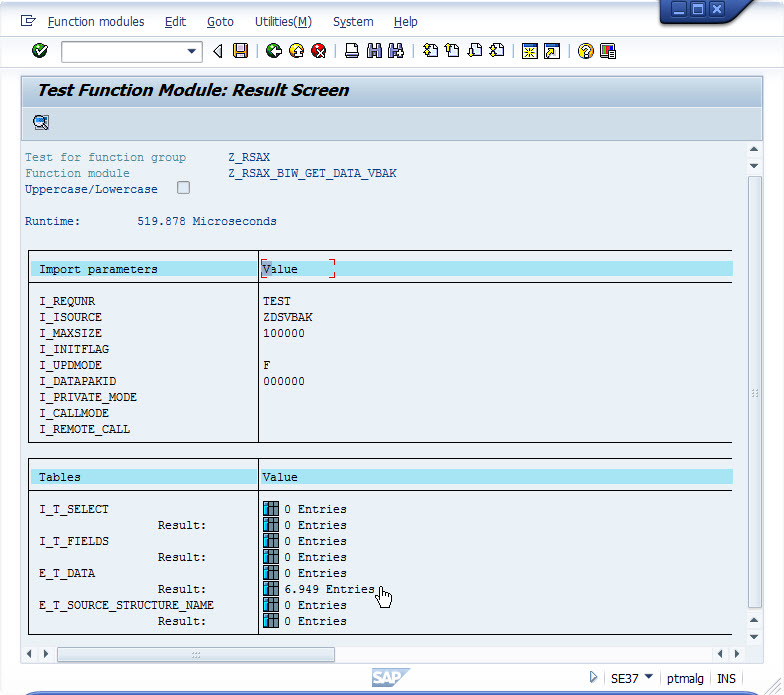 Function modules Edit Goto Utilities(M) System Help
Test Function Module: Result Screen
Test for function group Z_RSAX
Function module Z_RSAX_BIW_GET_DATA_VBAK
Uppercase/Lowercase
Runtime: 519.878 Microseconds
Import parameters Value
I_REQUNR TEST
I_ISOURCE ZDSVBAK
I_MAXSIZE 100000
I_INITFLAG
I_UPDMODE F
I_DATAPAKID 000000
I_PRIVATE_MODE
I_CALLMODE
I_REMOTE_CALL
Tables Value
I_T_SELECT 0 Entries
Result: 0 Entries
I_T_FIELDS 0 Entries
Result: 0 Entries
E_T_DATA 0 Entries
Result: 6.949 Entries
E_T_SOURCE_STRUCTURE_NAME 0 Entries
Result: 0 Entries
SAP SE37 ptmalg INS